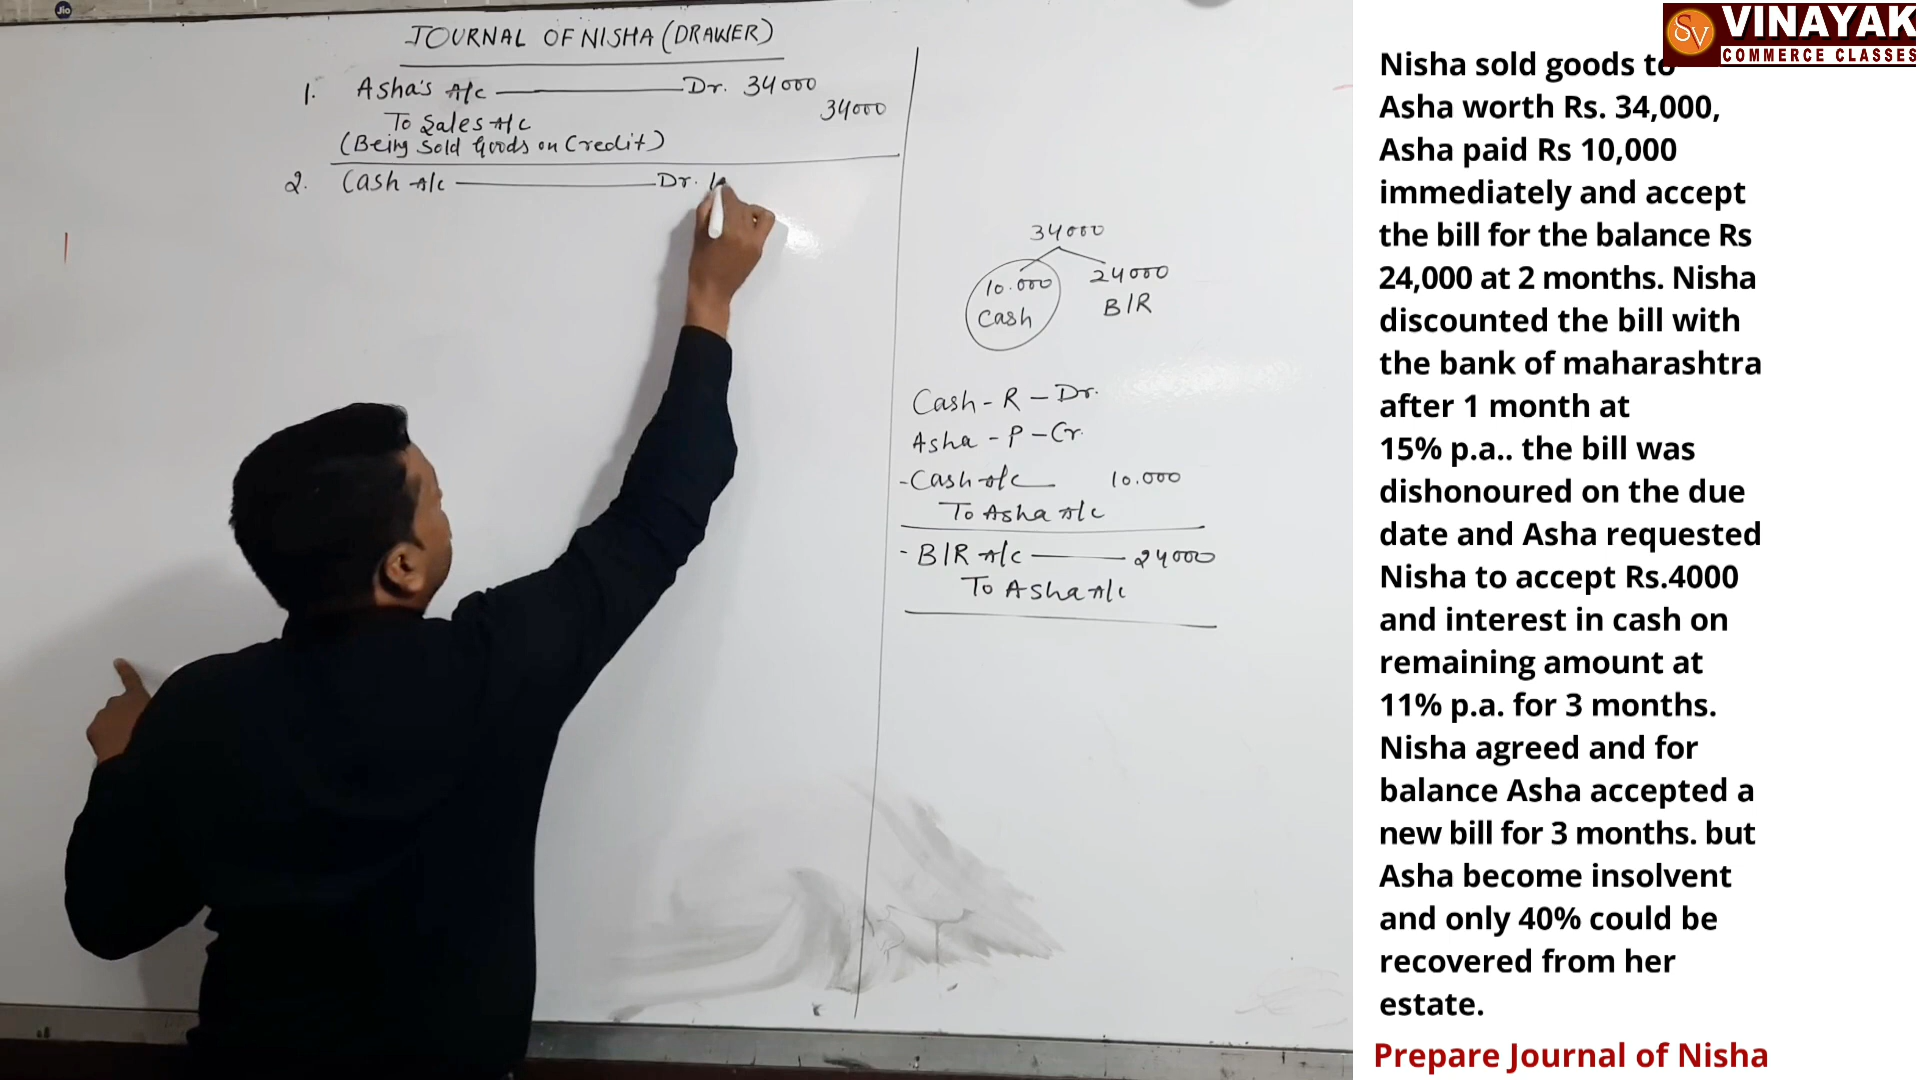 Jio
JOURNAL OF NISHA (DRAWER)
1. Asha's A/c Dr. 34000
To Sales A/c 34000
(Being Sold Goods on Credit)
2. Cash A/c Dr.
34000
10.000 24000
Cash B/R
Cash - R - Dr.
Asha - P - Cr.
- Cash A/c 10.000
To Asha A/c
- B/R A/c 24000
To Asha A/c
SV VINAYAK
COMMERCE CLASSES
Nisha sold goods to
Asha worth Rs. 34,000,
Asha paid Rs 10,000
immediately and accept
the bill for the balance Rs
24,000 at 2 months. Nisha
discounted the bill with
the bank of maharashtra
after 1 month at
15% p.a.. the bill was
dishonoured on the due
date and Asha requested
Nisha to accept Rs.4000
and interest in cash on
remaining amount at
11% p.a. for 3 months.
Nisha agreed and for
balance Asha accepted a
new bill for 3 months. but
Asha become insolvent
and only 40% could be
recovered from her
estate.
Prepare Journal of Nisha